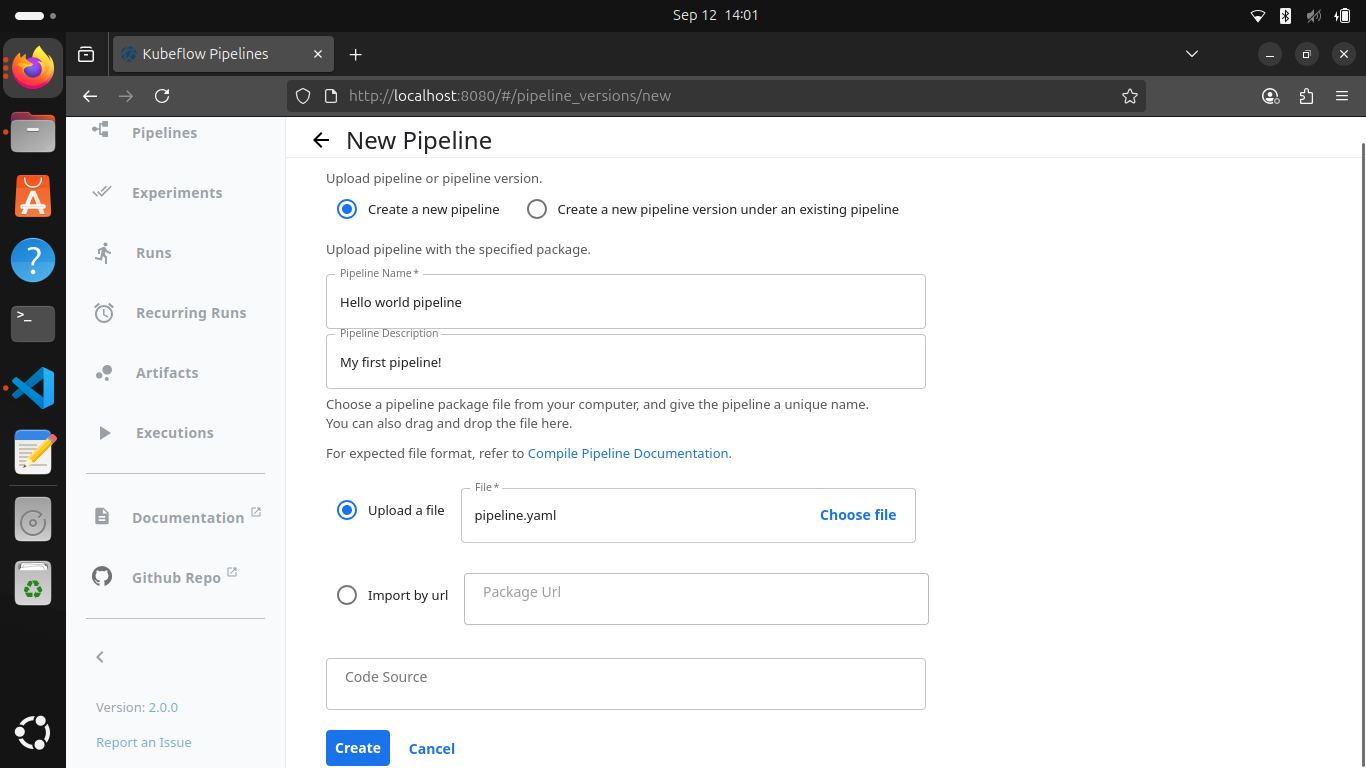 Sep 12 14:01
Kubeflow Pipelines
http://localhost:8080/#/pipeline_versions/new
Pipelines
Experiments
Runs
Recurring Runs
Artifacts
Executions
Documentation
Github Repo
Version: 2.0.0
Report an Issue
New Pipeline
Upload pipeline or pipeline version.
Create a new pipeline
Create a new pipeline version under an existing pipeline
Upload pipeline with the specified package.
Pipeline Name *
Hello world pipeline
Pipeline Description
My first pipeline!
Choose a pipeline package file from your computer, and give the pipeline a unique name.
You can also drag and drop the file here.
For expected file format, refer to Compile Pipeline Documentation.
Upload a file
File *
pipeline.yaml
Choose file
Import by url
Package Url
Code Source
Create
Cancel